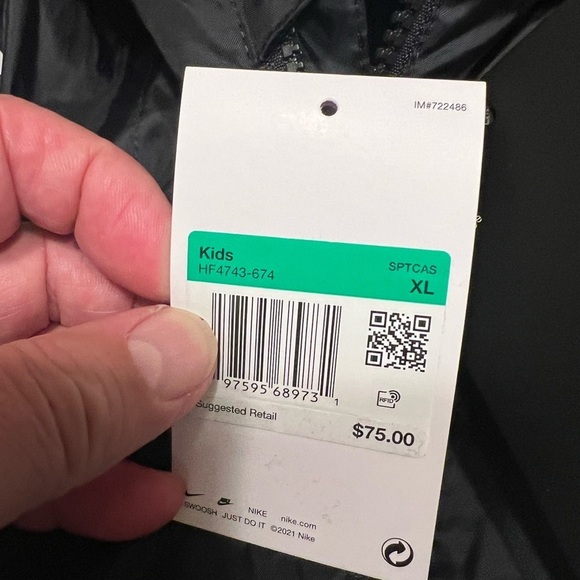 IM#722486
Kids
HF4743-674
SPTCAS
XL
97595 68973 1
RFID
Suggested Retail
$75.00
NIKE nike.com
SWOOSH JUST DO IT ©2021 Nike